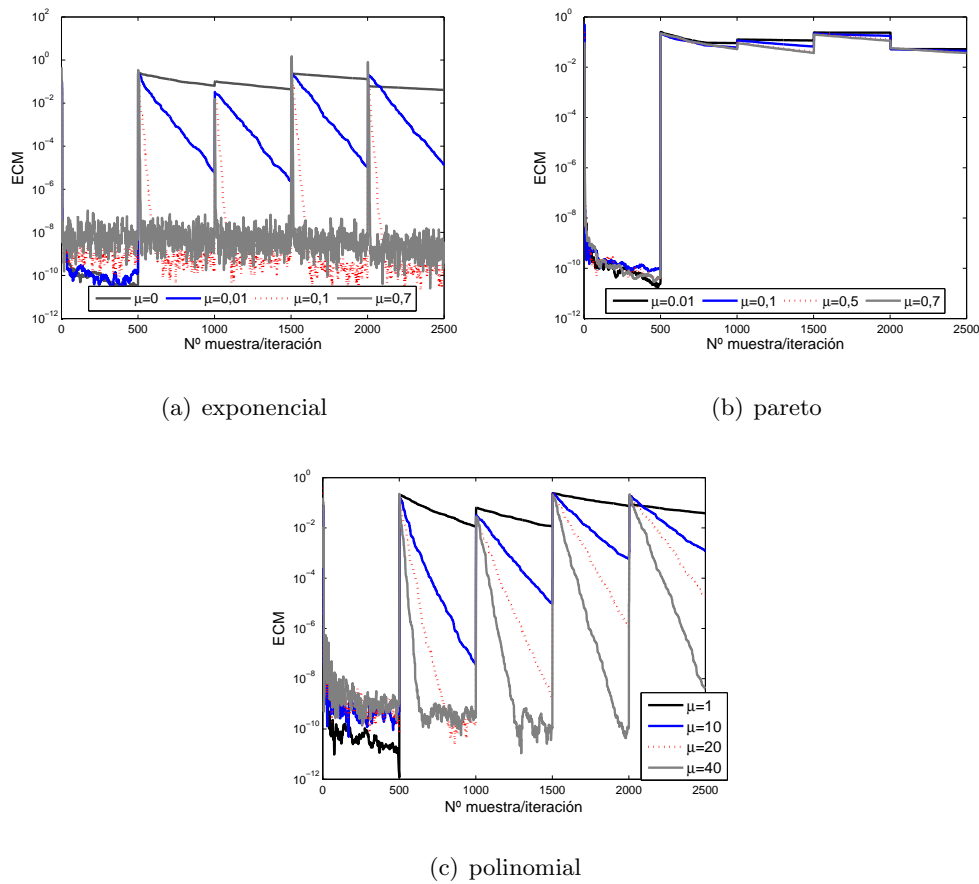 10^2
10^0
10^−2
10^−4
10^−6
10^−8
10^−10
10^−12
ECM
0 500 1000 1500 2000 2500
Nº muestra/iteración
μ=0 μ=0,01 μ=0,1 μ=0,7
(a) exponencial
10^0
10^−2
10^−4
10^−6
10^−8
10^−10
10^−12
ECM
0 500 1000 1500 2000 2500
Nº muestra/iteración
μ=0.01 μ=0,1 μ=0,5 μ=0,7
(b) pareto
10^0
10^−2
10^−4
10^−6
10^−8
10^−10
10^−12
ECM
0 500 1000 1500 2000 2500
Nº muestra/iteración
μ=1
μ=10
μ=20
μ=40
(c) polinomial